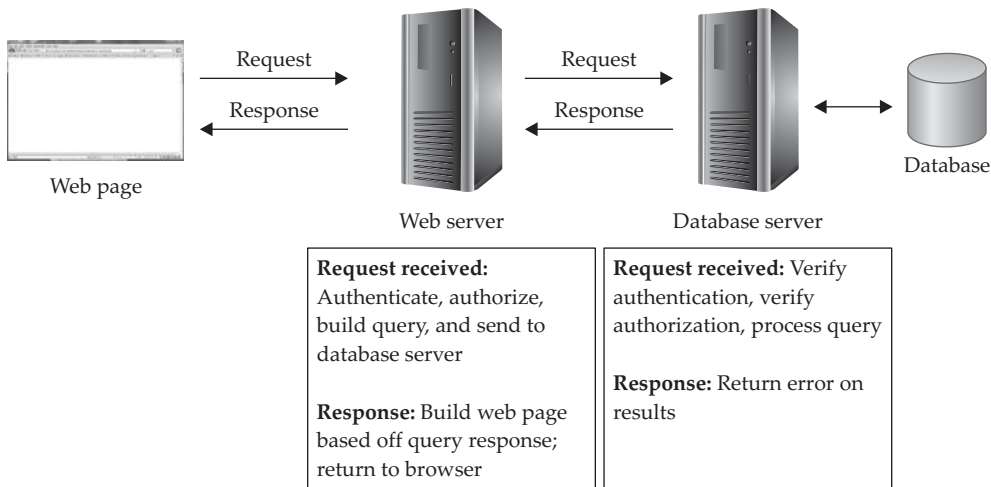 Request
Response
Request
Response
Web page
Web server
Database server
Database
Request received:
Authenticate, authorize,
build query, and send to
database server
Response: Build web page
based off query response;
return to browser
Request received: Verify
authentication, verify
authorization, process query
Response: Return error on
results